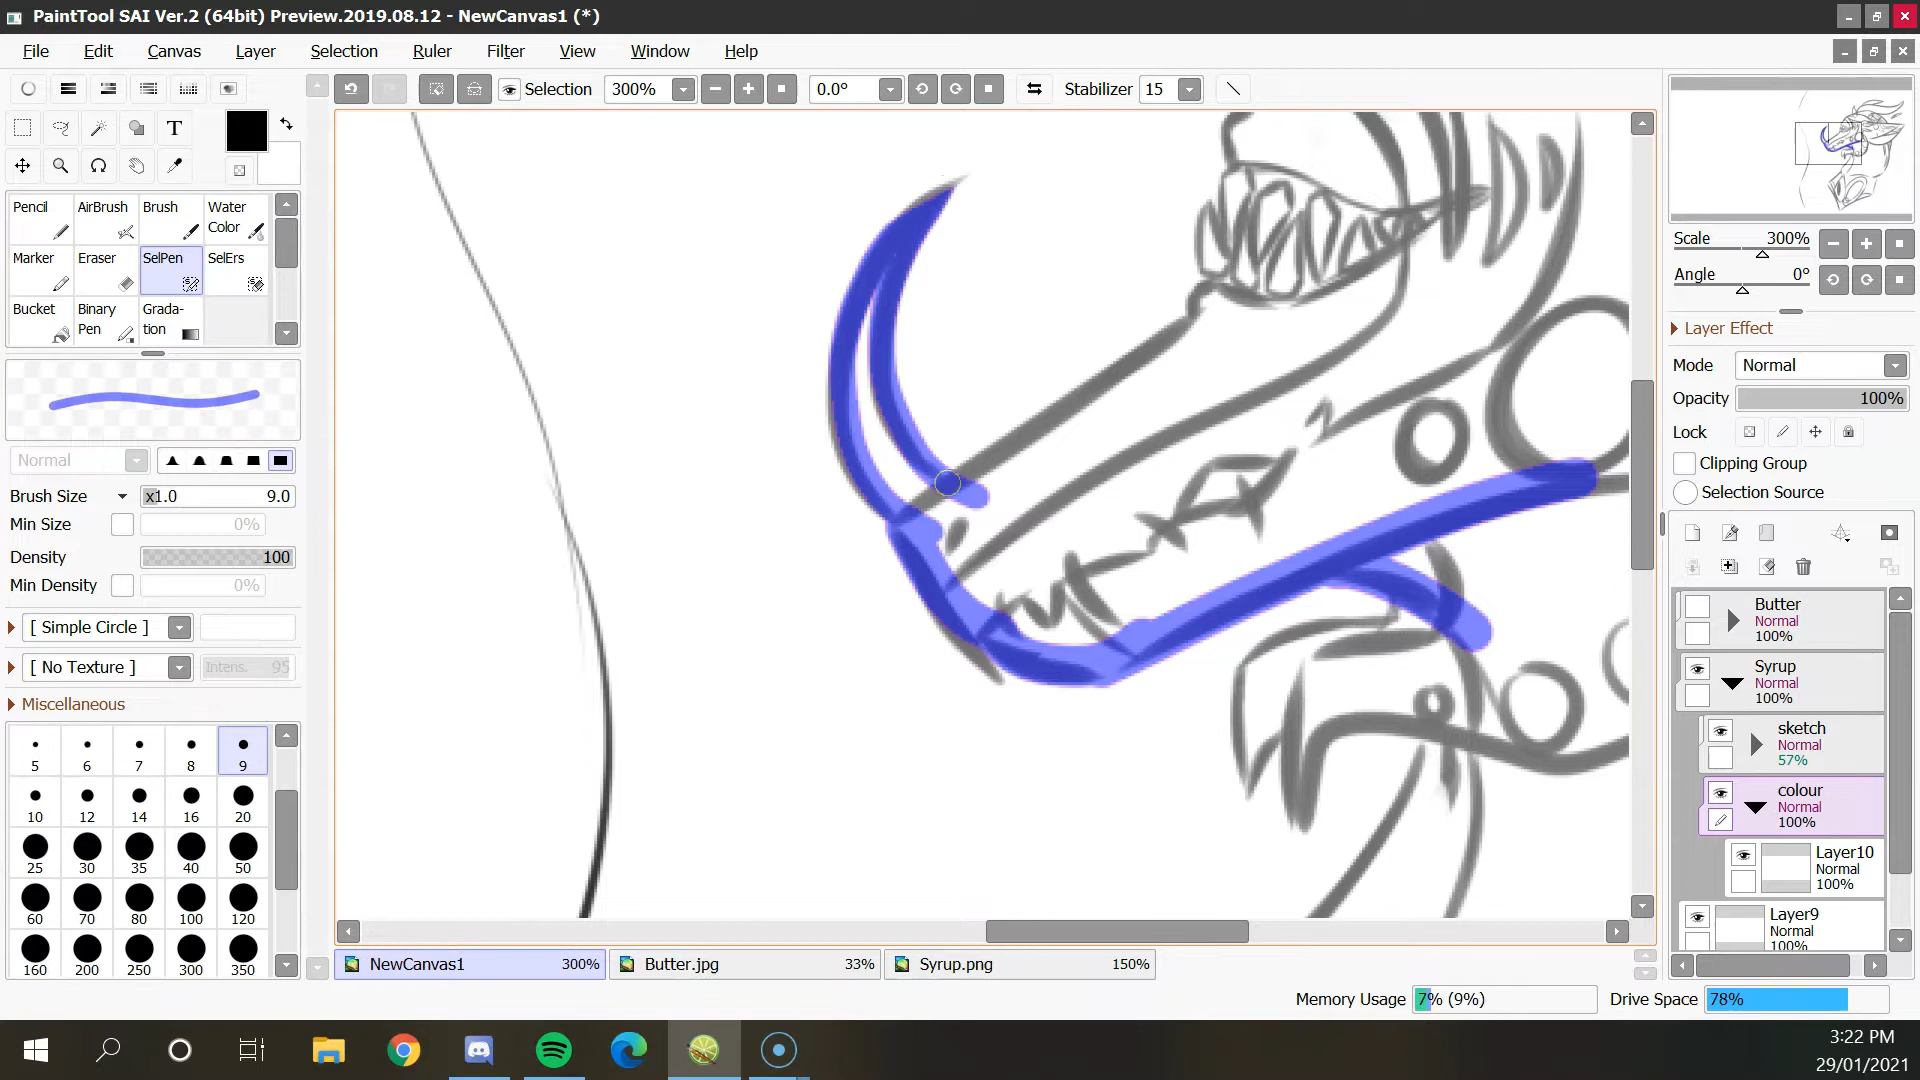 PaintTool SAI Ver.2 (64bit) Preview.2019.08.12 - NewCanvas1 (*)
File Edit Canvas Layer Selection Ruler Filter View Window Help
Selection 300% 0.0° Stabilizer 15
T
Pencil AirBrush Brush Water Color
Marker Eraser SelPen SelErs
Bucket Binary Pen Grada-tion
Normal
Brush Size x1.0 9.0
Min Size 0%
Density 100
Min Density 0%
[ Simple Circle ]
[ No Texture ] Intens. 95
Miscellaneous
5 6 7 8 9
10 12 14 16 20
25 30 35 40 50
60 70 80 100 120
160 200 250 300 350
NewCanvas1 300% Butter.jpg 33% Syrup.png 150%
Scale 300%
Angle 0°
Layer Effect
Mode Normal
Opacity 100%
Lock
Clipping Group
Selection Source
Butter
Normal
100%
Syrup
Normal
100%
sketch
Normal
57%
colour
Normal
100%
Layer10
Normal
100%
Layer9
Normal
100%
Memory Usage 7% (9%) Drive Space 78%
3:22 PM
29/01/2021